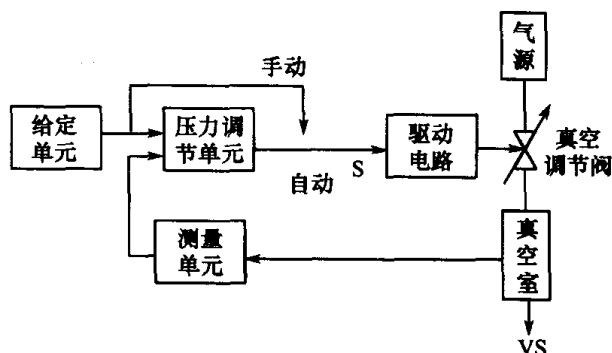 气
源
手动
给定
单元
压力调
节单元
驱动
电路
真空
调节阀
自动
S
测量
单元
真
空
室
VS